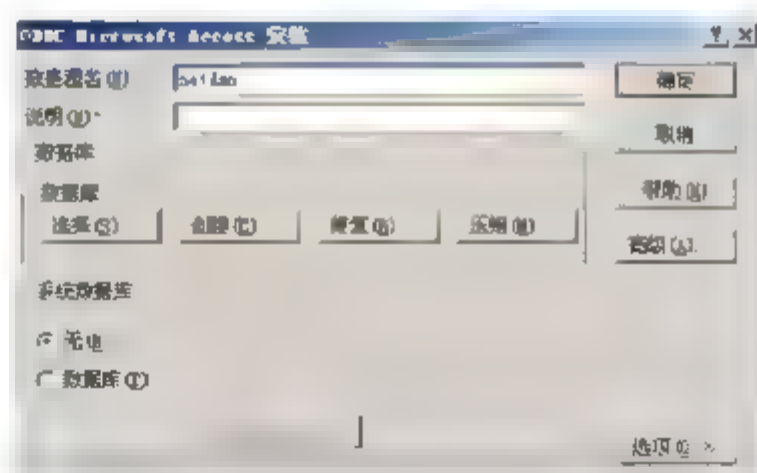 ODBC Microsoft Access 安装
数据源名(N)
说明(D):
数据库
数据库
选择(S) 创建(C) 修复(R) 压缩(M)
系统数据库
无
数据库(T)
确定
取消
帮助(H)
高级(A)...
选项(O) >